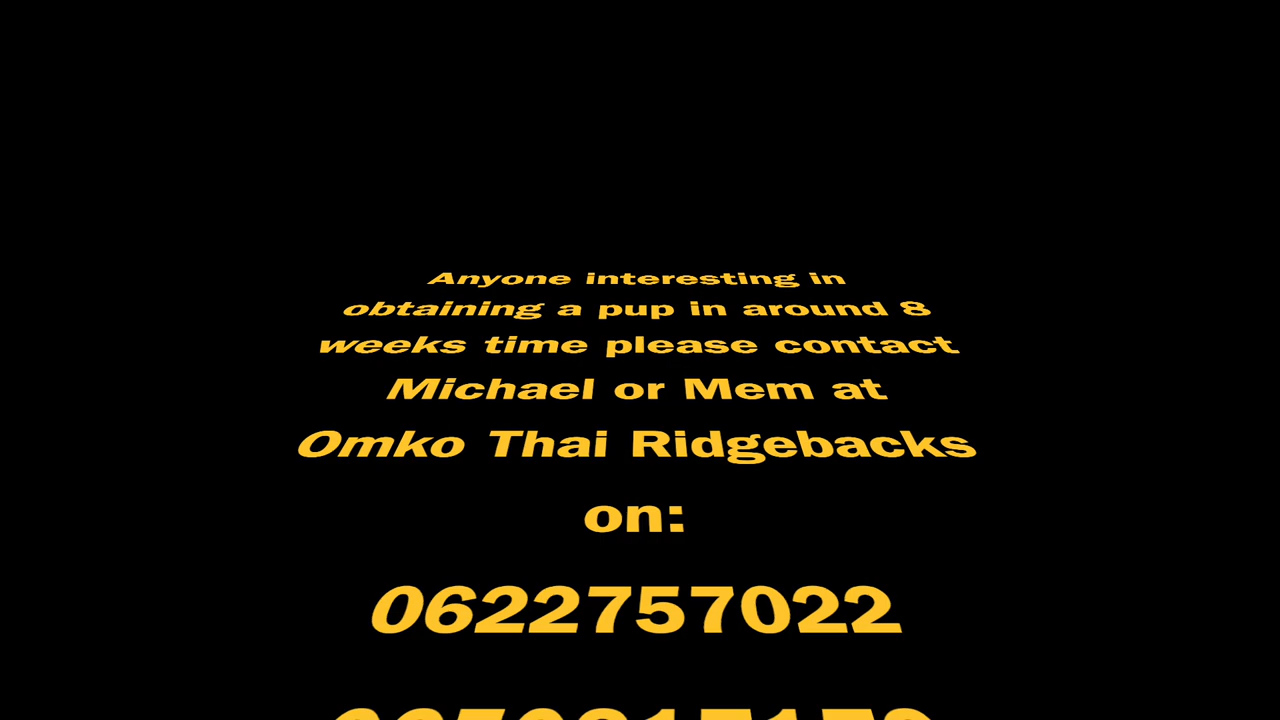 Anyone interesting in
obtaining a pup in around 8
weeks time please contact
Michael or Mem at
Omko Thai Ridgebacks
on:
0622757022